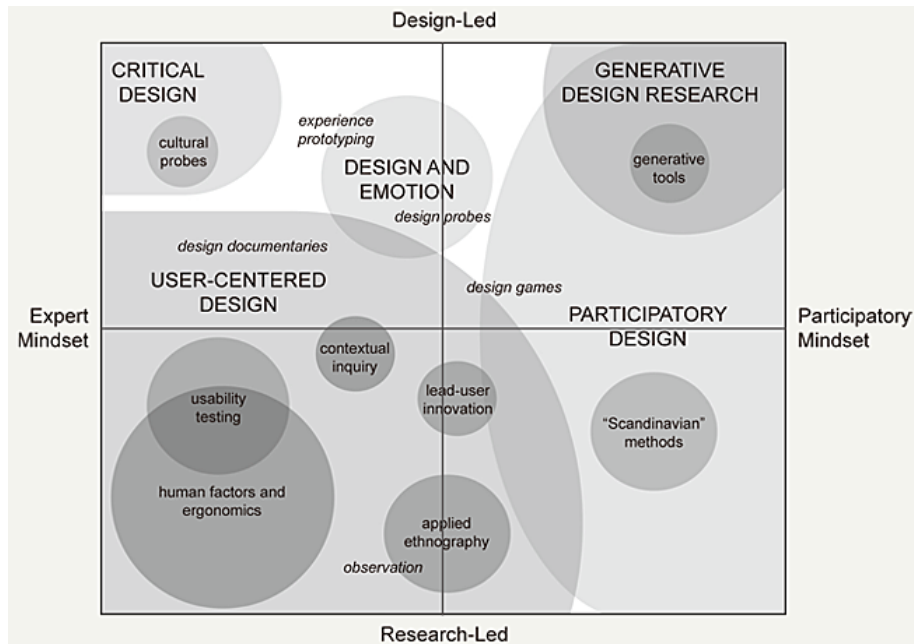 Design-Led
CRITICAL
DESIGN
GENERATIVE
DESIGN RESEARCH
experience
prototyping
cultural
probes
generative
tools
DESIGN AND
EMOTION
design probes
design documentaries
USER-CENTERED
DESIGN
design games
Expert
Mindset
PARTICIPATORY
DESIGN
Participatory
Mindset
contextual
inquiry
usability
testing
lead-user
innovation
“Scandinavian”
methods
human factors and
ergonomics
applied
ethnography
observation
Research-Led